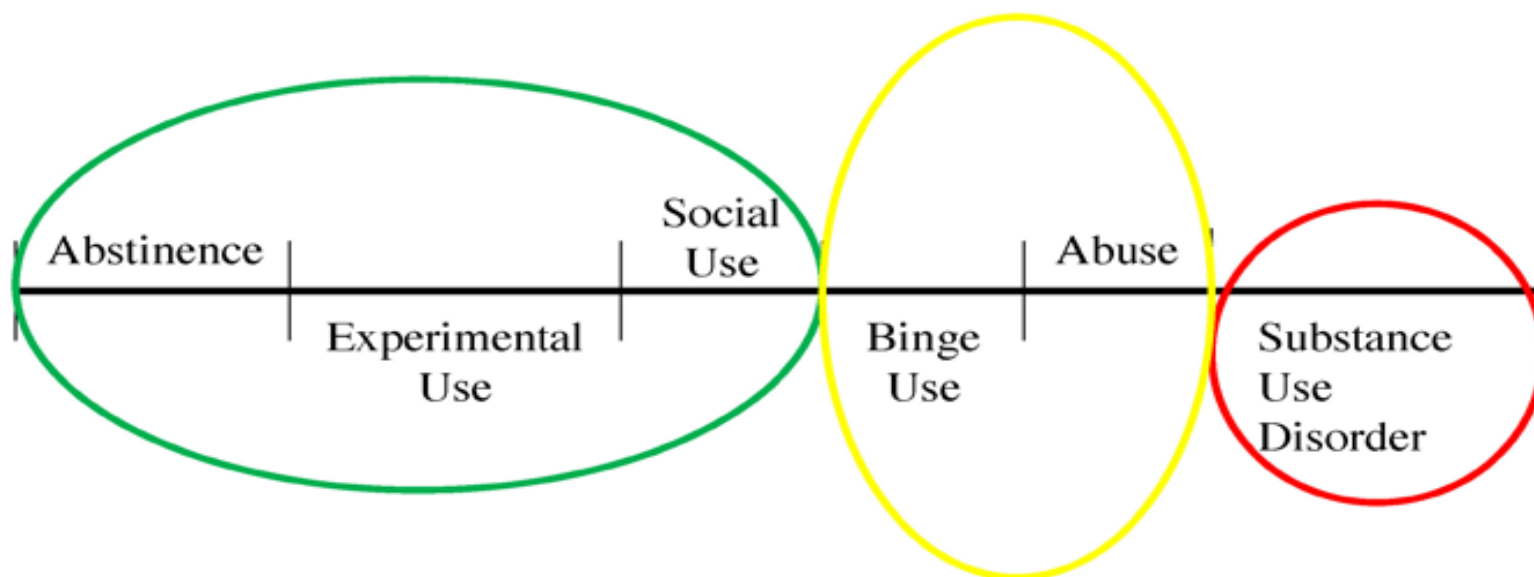 Abstinence
Experimental
Use
Social
Use
Binge
Use
Abuse
Substance
Use
Disorder